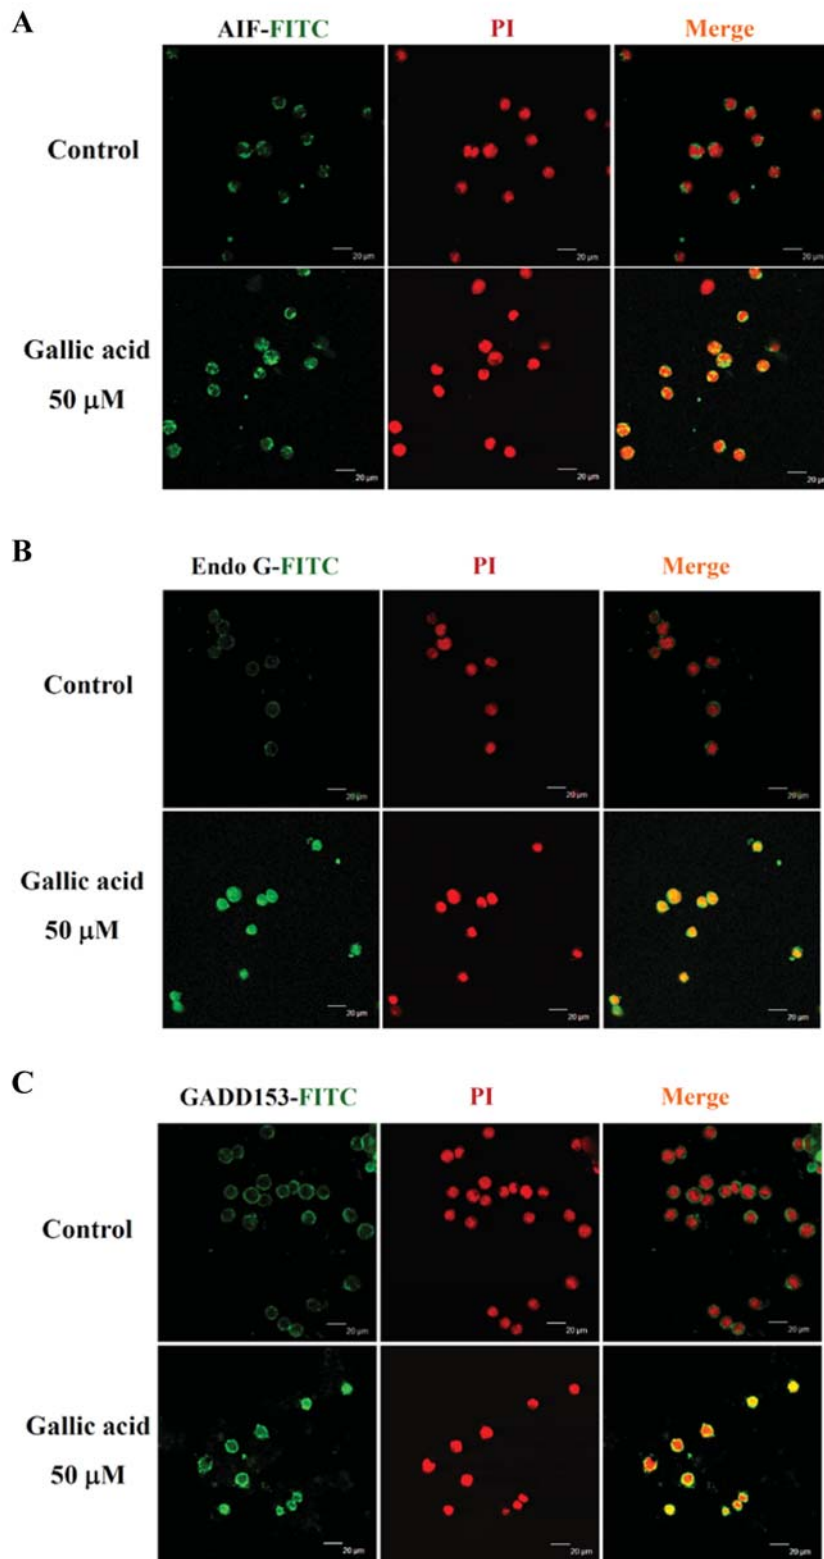 A
AIF-FITC PI Merge
Control
20 µm 20 µm 20 µm
Gallic acid
50 µM
20 µm 20 µm 20 µm
B
Endo G-FITC PI Merge
Control
20 µm 20 µm 20 µm
Gallic acid
50 µM
20 µm 20 µm 20 µm
C
GADD153-FITC PI Merge
Control
20 µm 20 µm 20 µm
Gallic acid
50 µM
20 µm 20 µm 20 µm